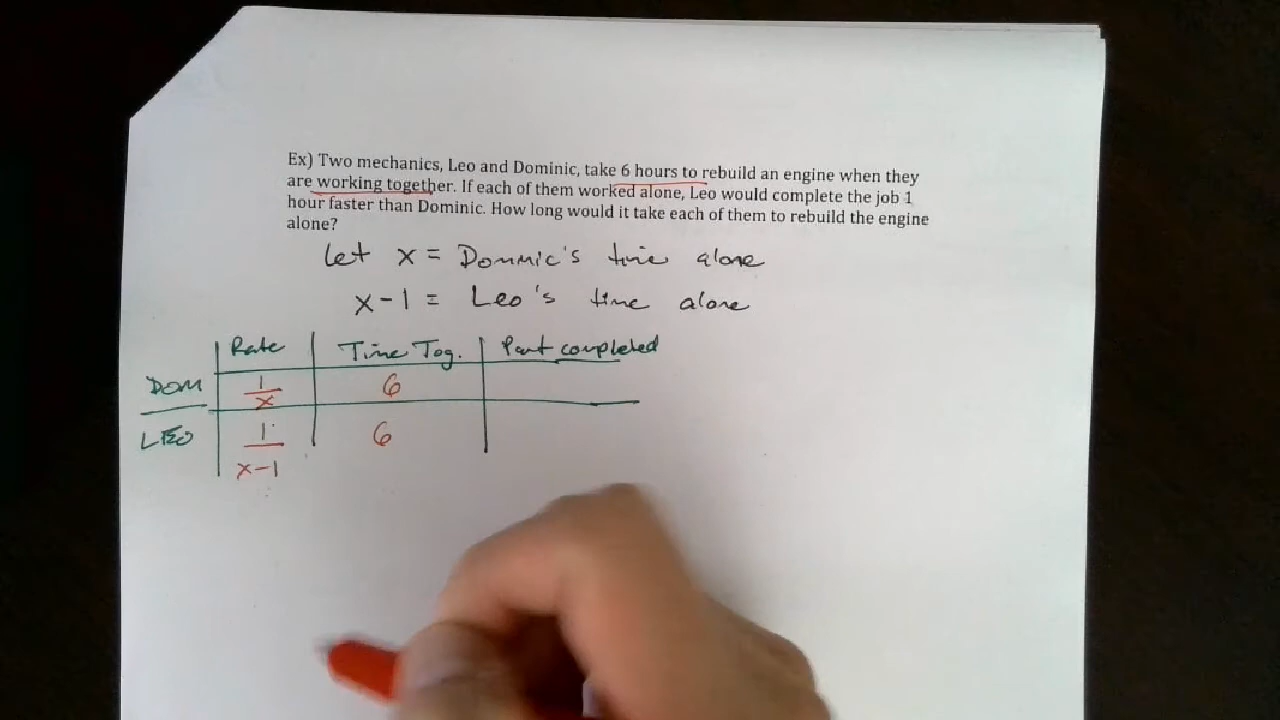 Ex) Two mechanics, Leo and Dominic, take 6 hours to rebuild an engine when they
are working together. If each of them worked alone, Leo would complete the job 1
hour faster than Dominic. How long would it take each of them to rebuild the engine
alone?
Let x = Dominic's time alone
x-1 = Leo's time alone
Rate Time Tog. Part completed
DOM 1/x 6
LEO 1/x-1 6